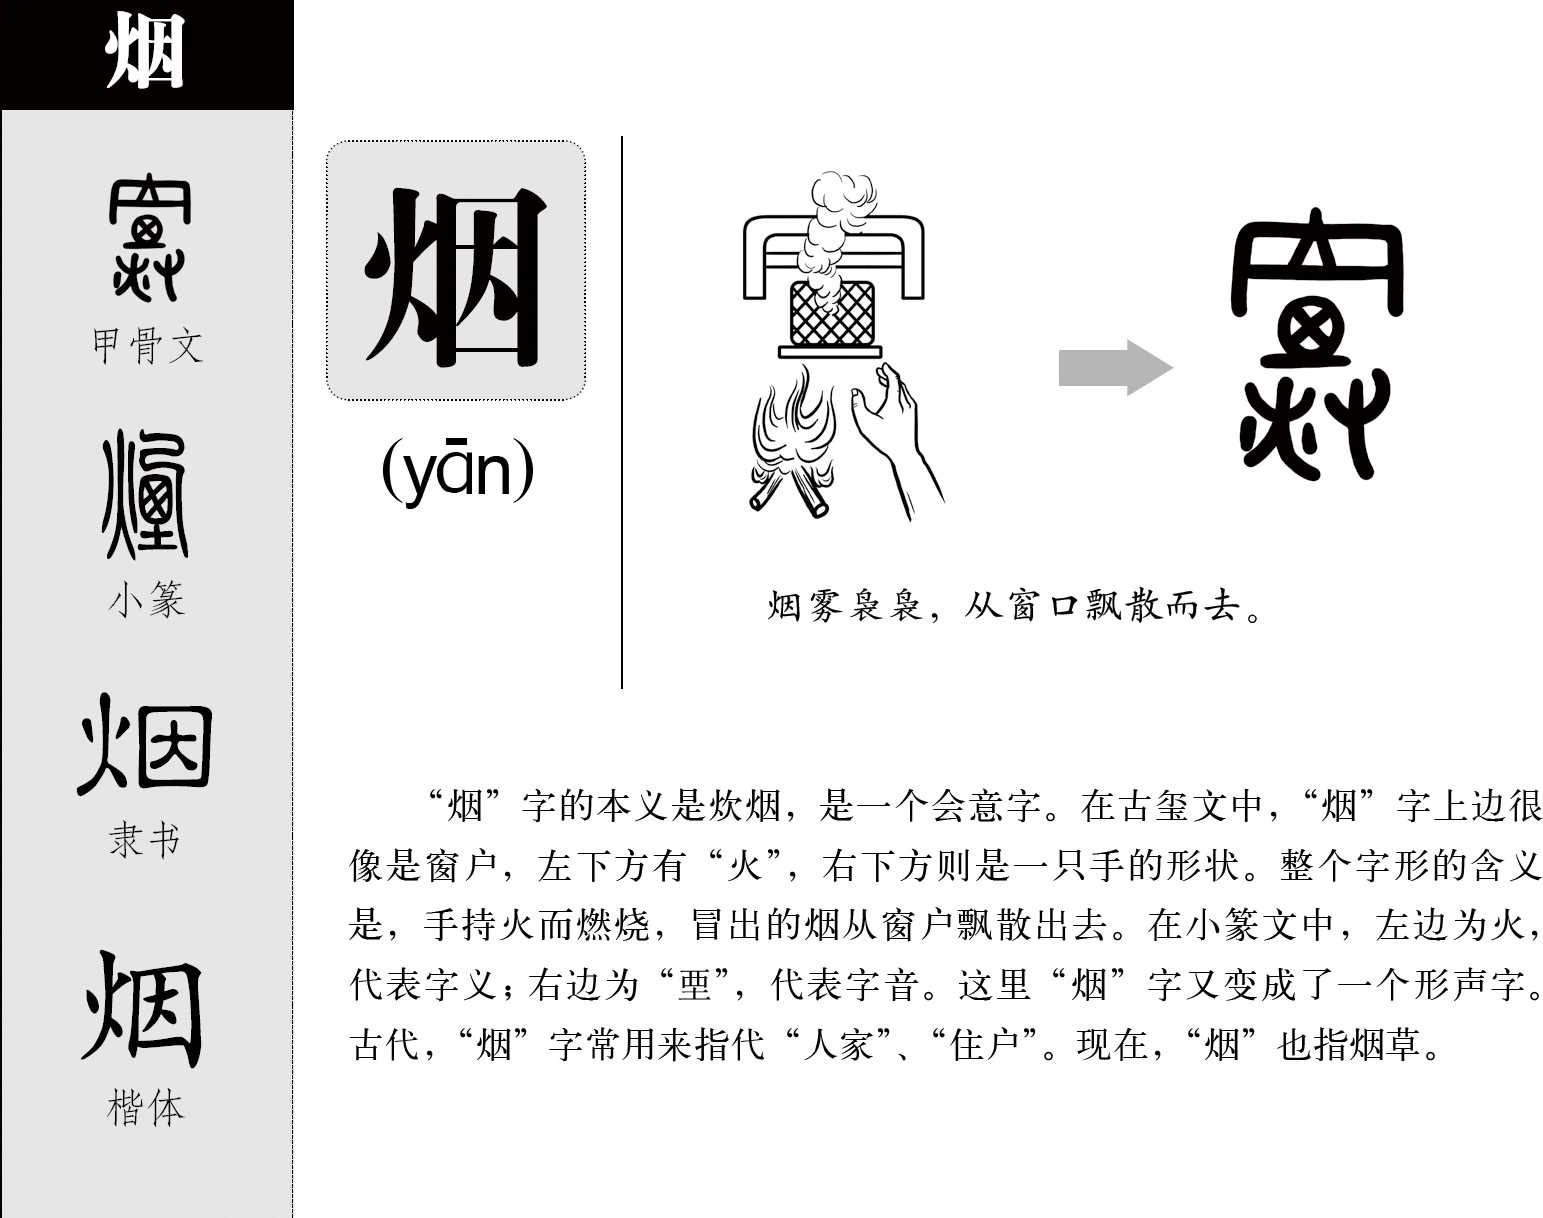 烟
甲骨文
小篆
隶书
楷体
烟
烟
烟
(yān)
烟雾袅袅，从窗口飘散而去。
“烟”字的本义是炊烟，是一个会意字。在古玺文中，“烟”字上边很
像是窗户，左下方有“火”，右下方则是一只手的形状。整个字形的含义
是，手持火而燃烧，冒出的烟从窗户飘散出去。在小篆文中，左边为火，
代表字义；右边为“垔”，代表字音。这里“烟”字又变成了一个形声字。
古代，“烟”字常用来指代“人家”、“住户”。现在，“烟”也指烟草。